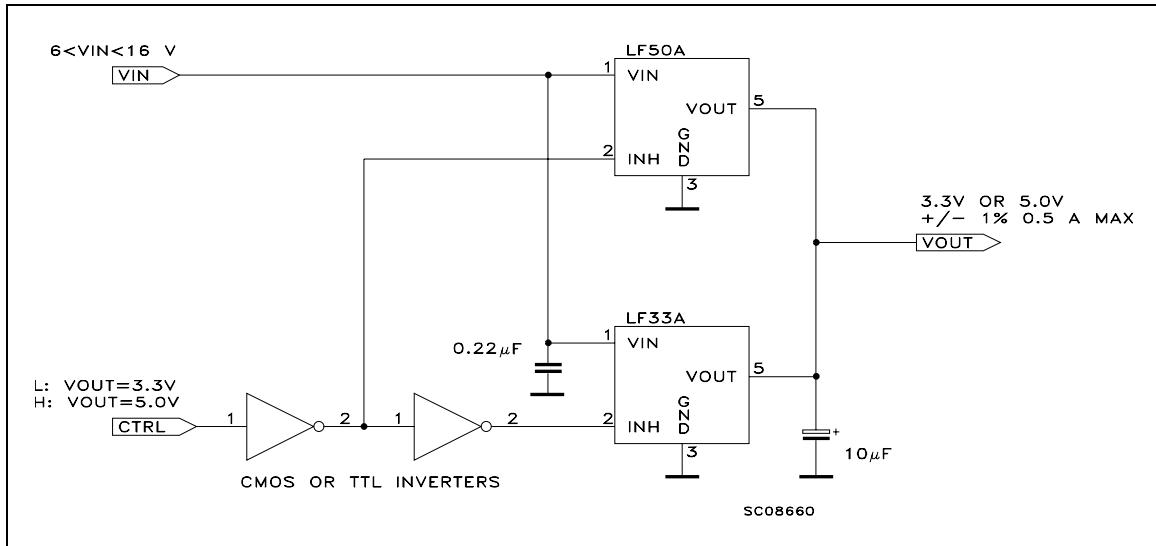 6<VIN<16 V
VIN
LF50A
1
VIN
VOUT
5
2
INH
GND
3
3.3V OR 5.0V
+/- 1% 0.5 A MAX
VOUT
LF33A
1
VIN
0.22µF
VOUT
5
L: VOUT=3.3V
H: VOUT=5.0V
CTRL
1
2
1
2
2
INH
GND
3
+
10µF
CMOS OR TTL INVERTERS
SC08660